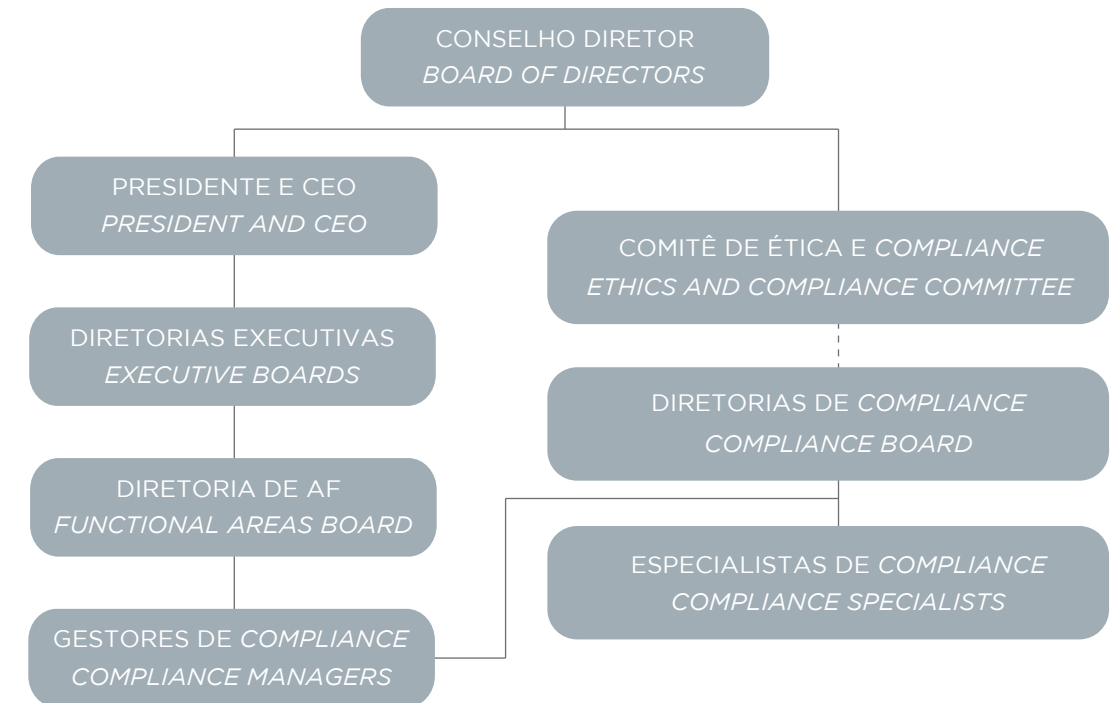 CONSELHO DIRETOR
BOARD OF DIRECTORS
PRESIDENTE E CEO
PRESIDENT AND CEO
DIRETORIAS EXECUTIVAS
EXECUTIVE BOARDS
DIRETORIA DE AF
FUNCTIONAL AREAS BOARD
GESTORES DE COMPLIANCE
COMPLIANCE MANAGERS
COMITÊ DE ÉTICA E COMPLIANCE
ETHICS AND COMPLIANCE COMMITTEE
DIRETORIAS DE COMPLIANCE
COMPLIANCE BOARD
ESPECIALISTAS DE COMPLIANCE
COMPLIANCE SPECIALISTS